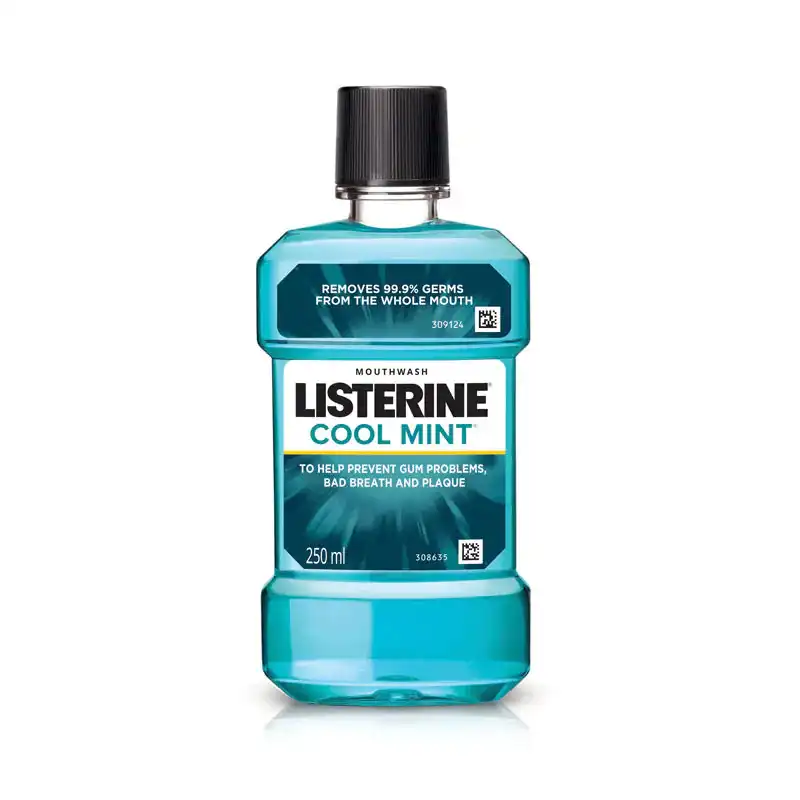 REMOVES 99.9% GERMS
FROM THE WHOLE MOUTH
309124
MOUTHWASH
LISTERINE®
COOL MINT®
TO HELP PREVENT GUM PROBLEMS,
BAD BREATH AND PLAQUE
250 ml
308635